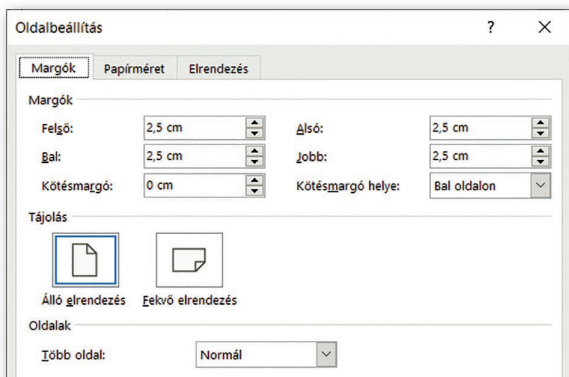 Oldalbeállítás ? ×
Margók Papírméret Elrendezés
Margók
Felső: 2,5 cm Alsó: 2,5 cm
Bal: 2,5 cm Jobb: 2,5 cm
Kötésmargó: 0 cm Kötésmargó helye: Bal oldalon
Tájolás
Álló elrendezés Fekvő elrendezés
Oldalak
Több oldal: Normál